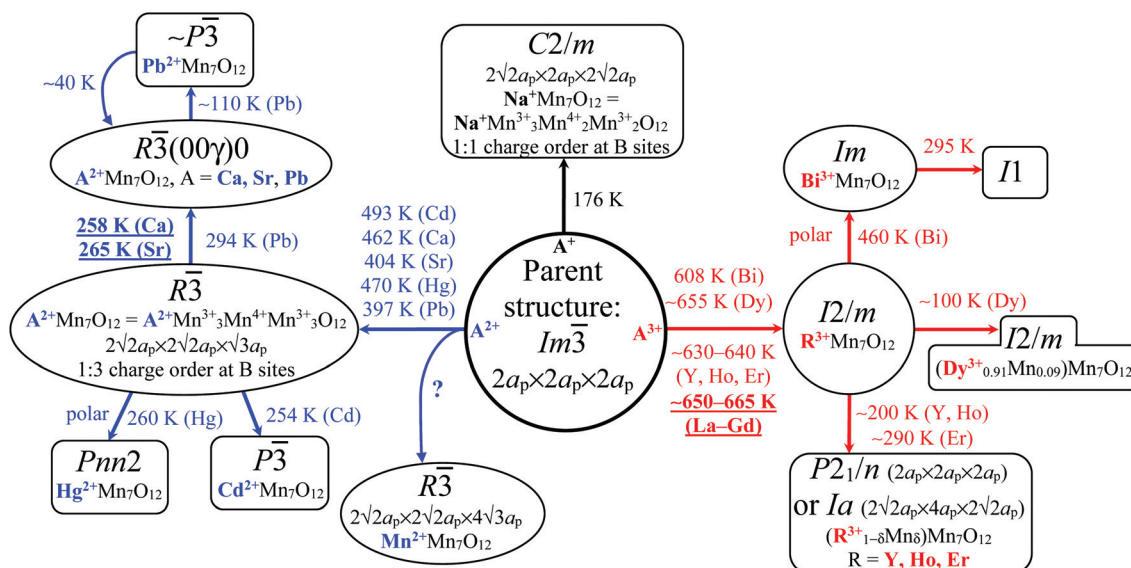 ~P3̅
Pb²⁺Mn₇O₁₂
~40 K
~110 K (Pb)
R3̅(00γ)0
A²⁺Mn₇O₁₂, A = Ca, Sr, Pb
258 K (Ca)
265 K (Sr)
294 K (Pb)
R3̅
A²⁺Mn₇O₁₂ = A²⁺Mn³⁺₃Mn⁴⁺Mn³⁺₃O₁₂
2√2aₚ×2√2aₚ×√3aₚ
1:3 charge order at B sites
polar
260 K (Hg)
254 K (Cd)
Pnn2
Hg²⁺Mn₇O₁₂
P3̅
Cd²⁺Mn₇O₁₂
493 K (Cd)
462 K (Ca)
404 K (Sr)
470 K (Hg)
397 K (Pb)
?
R3̅
2√2aₚ×2√2aₚ×4√3aₚ
Mn²⁺Mn₇O₁₂
C2/m
2√2aₚ×2aₚ×2√2aₚ
Na⁺Mn₇O₁₂ =
Na⁺Mn³⁺₃Mn⁴⁺₂Mn³⁺₂O₁₂
1:1 charge order at B sites
176 K
A⁺
Parent
structure:
A²⁺
Im3̅
A³⁺
2aₚ×2aₚ×2aₚ
608 K (Bi)
~655 K (Dy)
~630–640 K
(Y, Ho, Er)
~650–665 K
(La–Gd)
Im
Bi³⁺Mn₇O₁₂
295 K
I1
polar
460 K (Bi)
I2/m
R³⁺Mn₇O₁₂
~100 K (Dy)
I2/m
(Dy³⁺₀.₉₁Mn₀.₀₉)Mn₇O₁₂
~200 K (Y, Ho)
~290 K (Er)
P2₁/n (2aₚ×2aₚ×2aₚ)
or Ia (2√2aₚ×4aₚ×2√2aₚ)
(R³⁺₁₋δMnδ)Mn₇O₁₂
R = Y, Ho, Er